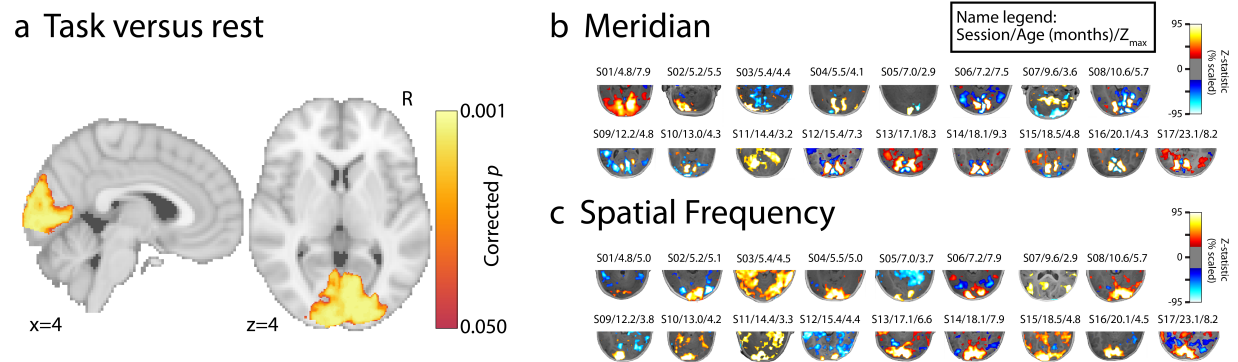 a Task versus rest
R
0.001
Corrected p
0.050
x=4
z=4
b Meridian
Name legend:
Session/Age (months)/Zmax
95
0
-95
Z-statistic
(% scaled)
S01/4.8/7.9 S02/5.2/5.5 S03/5.4/4.4 S04/5.5/4.1 S05/7.0/2.9 S06/7.2/7.5 S07/9.6/3.6 S08/10.6/5.7
S09/12.2/4.8 S10/13.0/4.3 S11/14.4/3.2 S12/15.4/7.3 S13/17.1/8.3 S14/18.1/9.3 S15/18.5/4.8 S16/20.1/4.3 S17/23.1/8.2
c Spatial Frequency
95
0
-95
Z-statistic
(% scaled)
S01/4.8/5.0 S02/5.2/5.1 S03/5.4/4.5 S04/5.5/5.0 S05/7.0/3.7 S06/7.2/7.9 S07/9.6/2.9 S08/10.6/5.7
S09/12.2/3.8 S10/13.0/4.2 S11/14.4/3.3 S12/15.4/4.4 S13/17.1/6.6 S14/18.1/7.9 S15/18.5/4.8 S16/20.1/4.5 S17/23.1/8.2